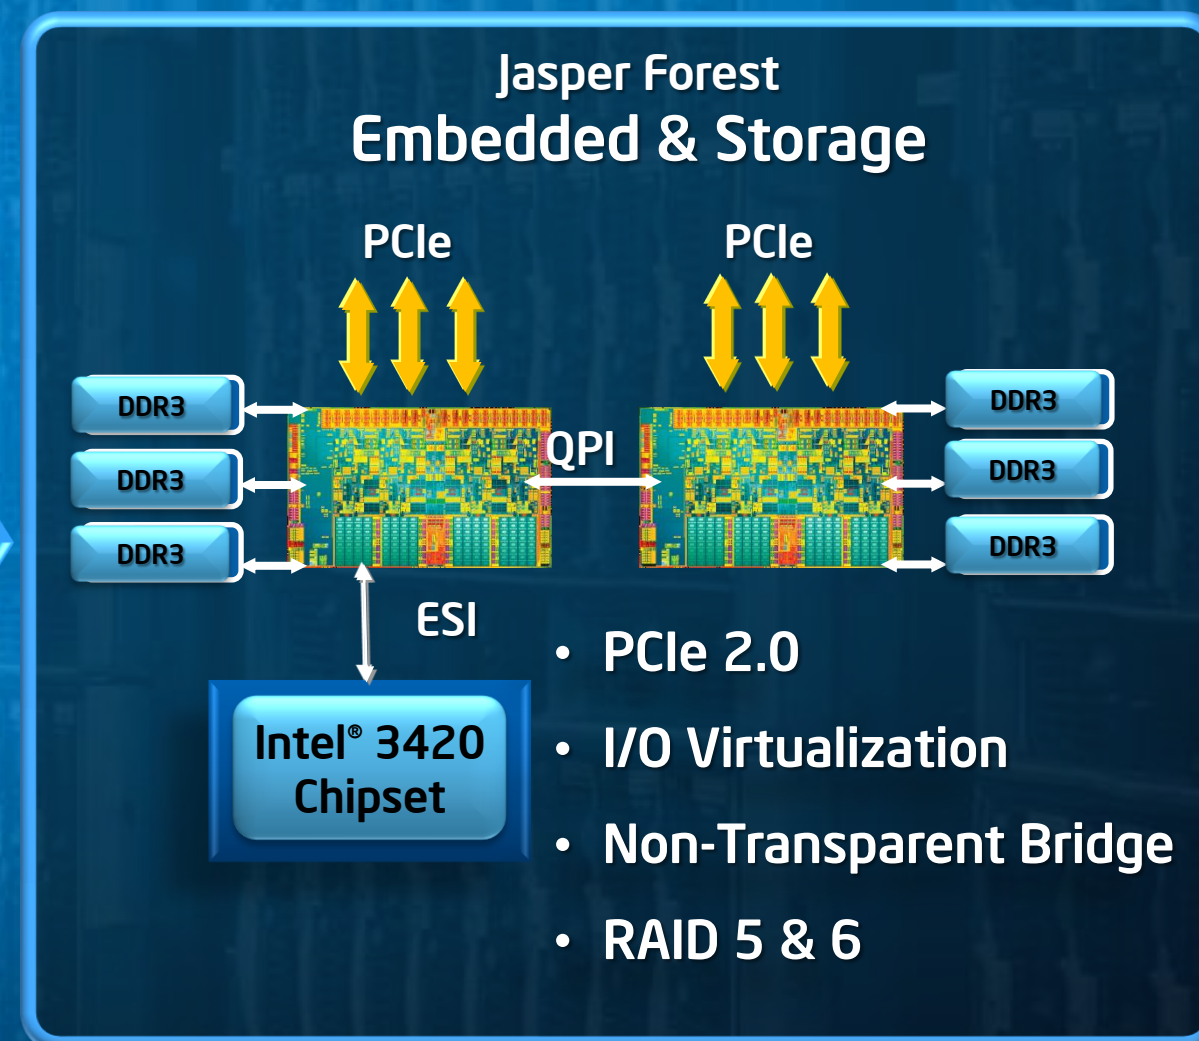 Jasper Forest
Embedded & Storage
PCIe
PCIe
DDR3
DDR3
DDR3
QPI
DDR3
DDR3
DDR3
ESI
Intel® 3420
Chipset
• PCIe 2.0
• I/O Virtualization
• Non-Transparent Bridge
• RAID 5 & 6